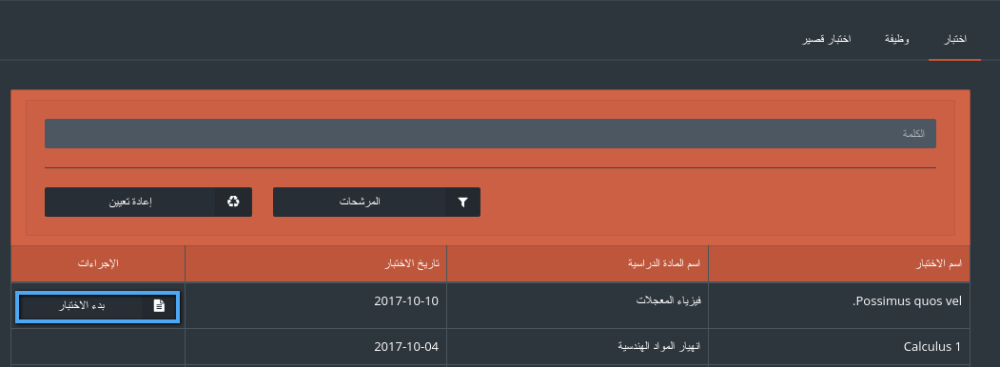 اختبار وظيفة اختبار قصير
الكلمة
المرشحات إعادة تعيين
اسم الاختبار اسم المادة الدراسية تاريخ الاختبار الإجراءات
Possimus quos vel. فيزياء المعجلات 2017-10-10 بدء الاختبار
Calculus 1 انهيار المواد الهندسية 2017-10-04